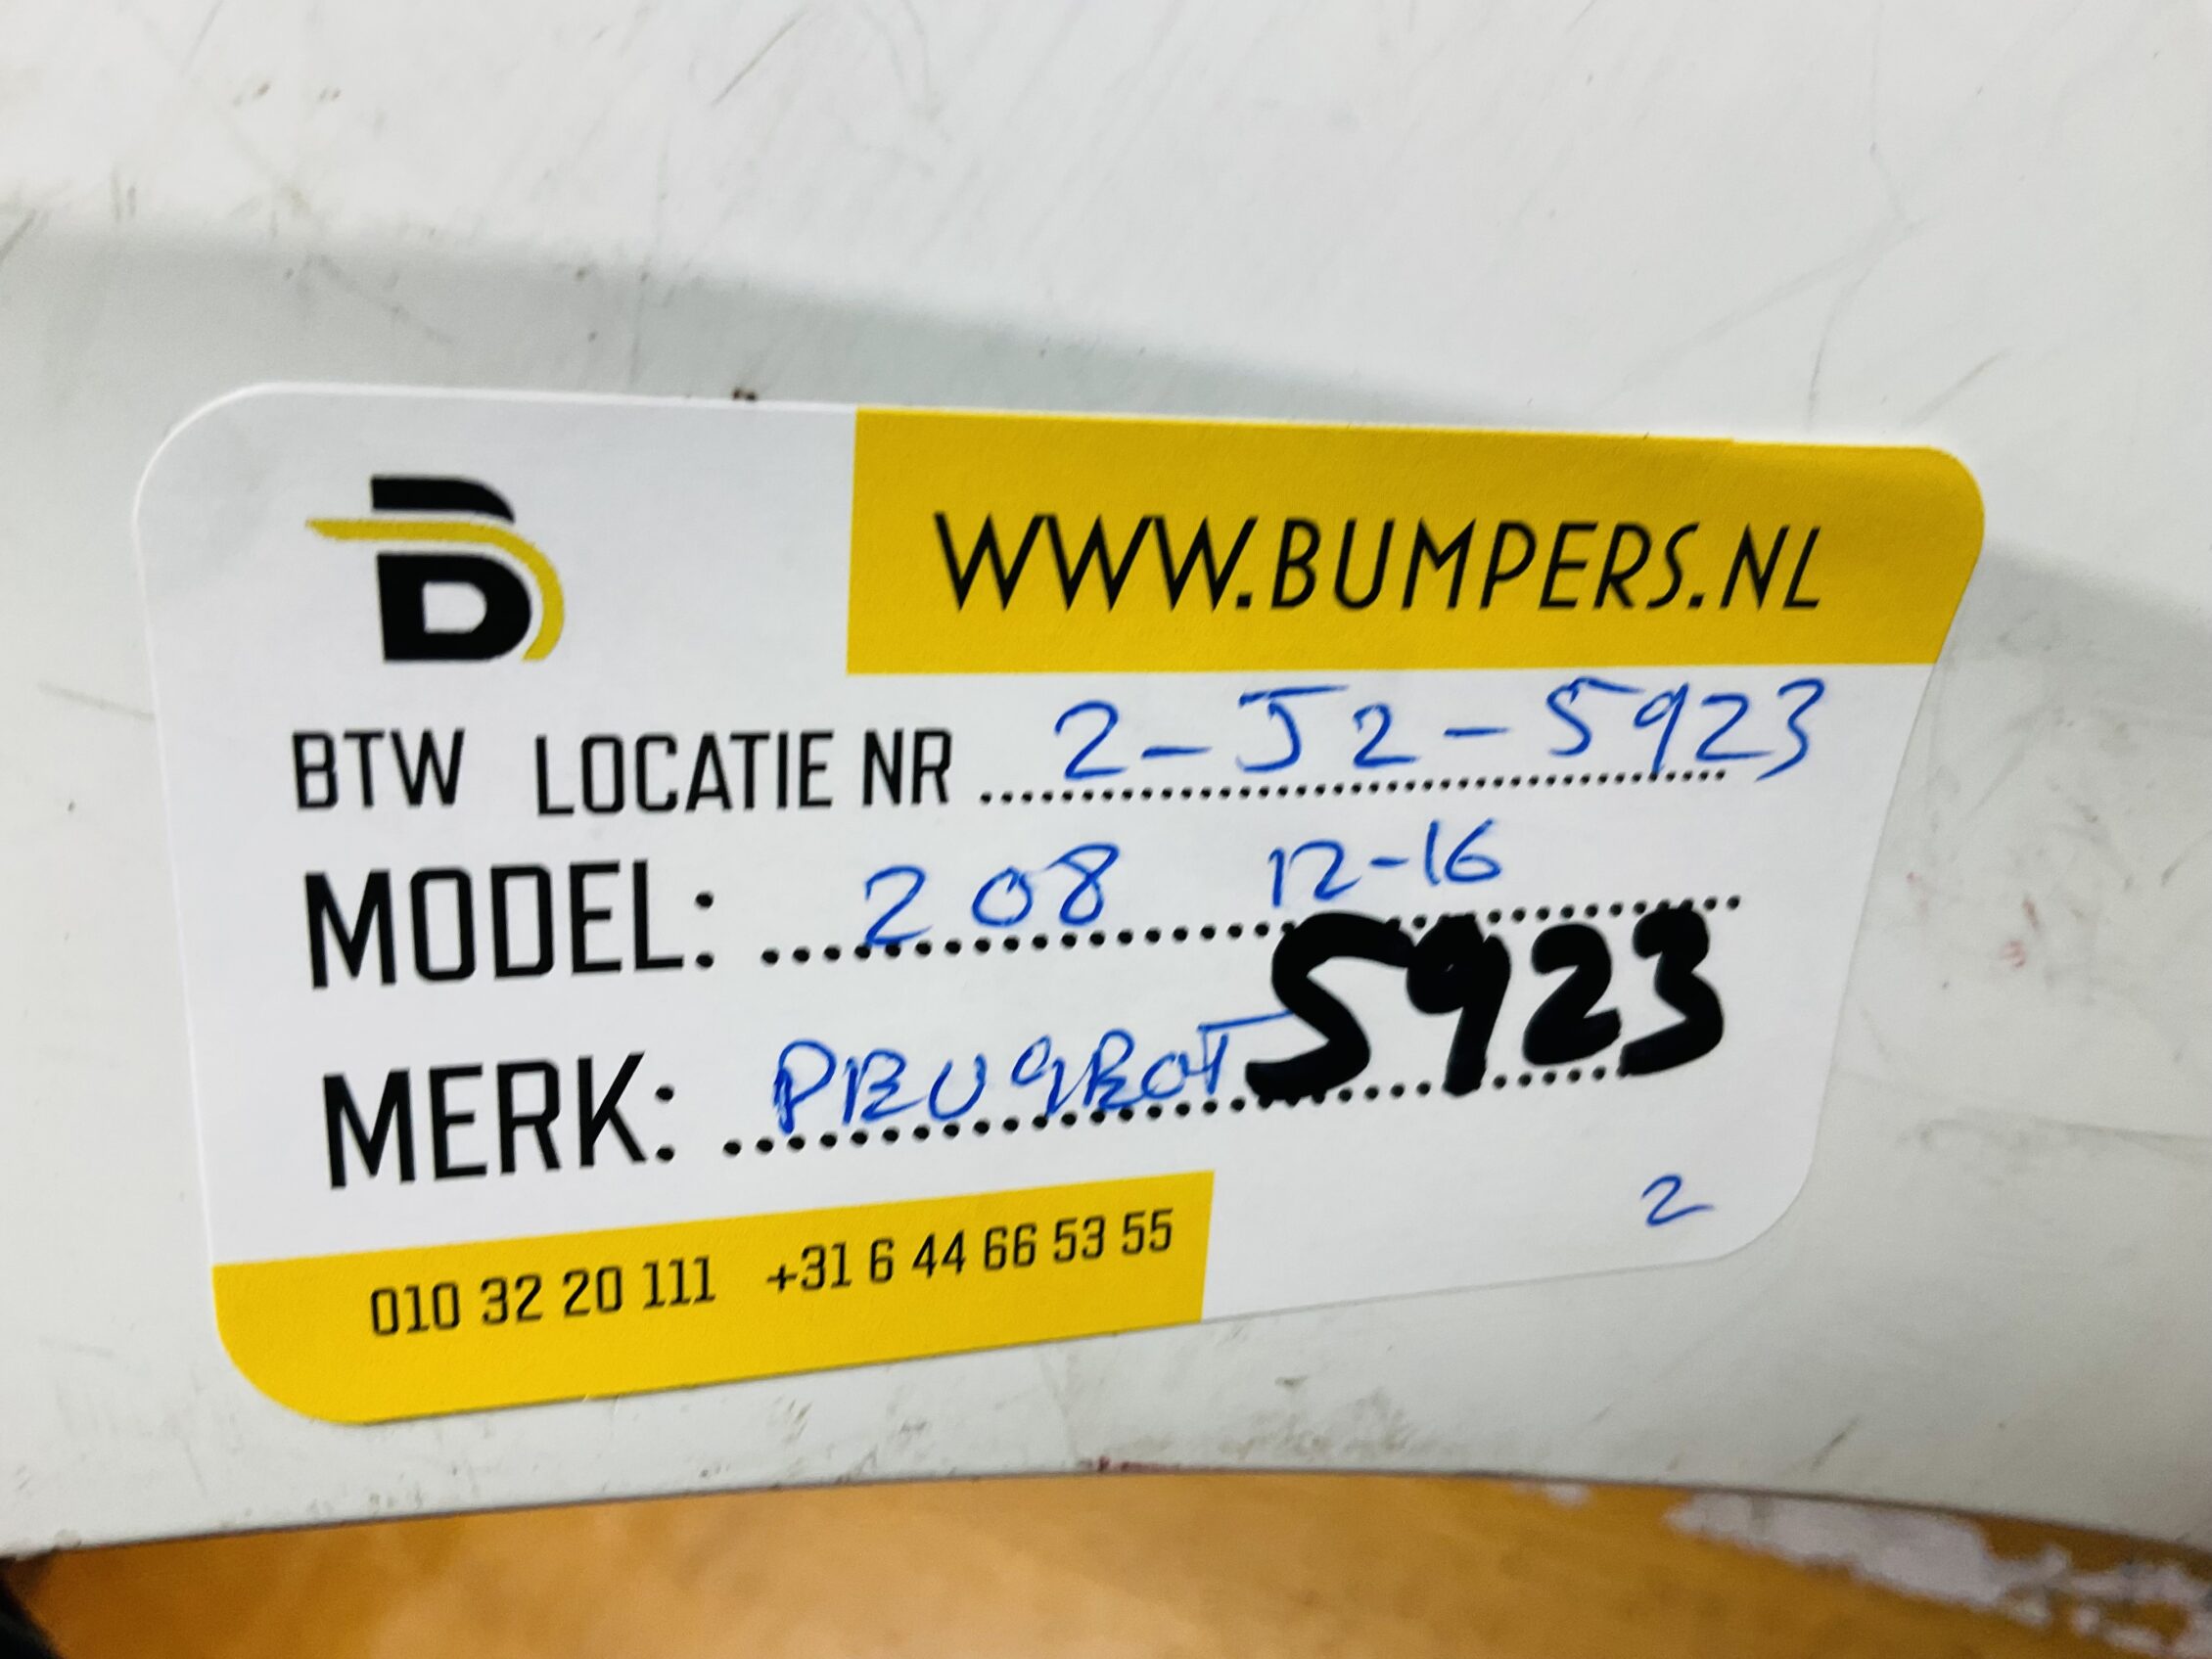 B
WWW.BUMPERS.NL
BTW LOCATIE NR 2-J2-5923
MODEL: 208 12-16
5923
MERK: PEUGEOT
2
010 32 20 111 +31 6 44 66 53 55